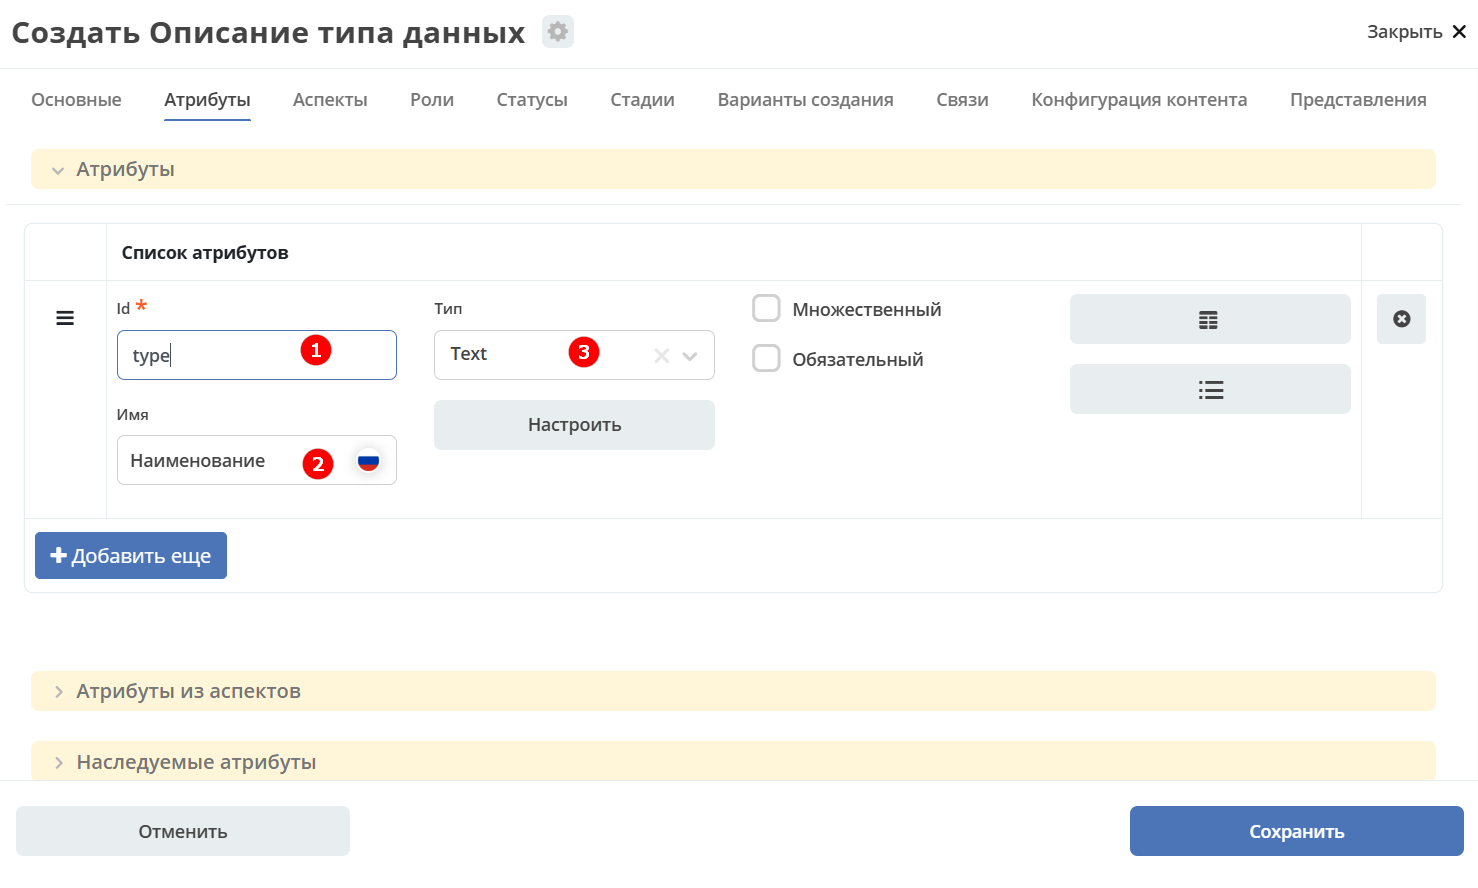 Создать Описание типа данных
Закрыть
Основные Атрибуты Аспекты Роли Статусы Стадии Варианты создания Связи Конфигурация контента Представления
Атрибуты
Список атрибутов
Id *
type
1
Имя
Наименование
2
Тип
Text
3
Настроить
Множественный
Обязательный
Добавить еще
Атрибуты из аспектов
Наследуемые атрибуты
Отменить
Сохранить